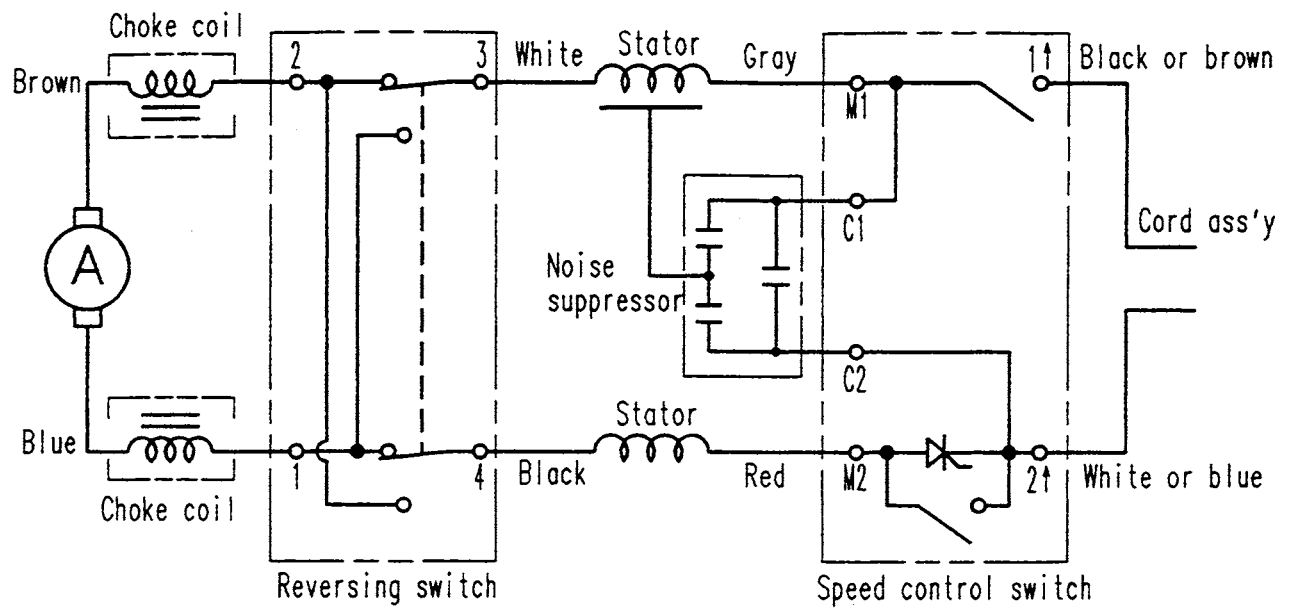 Choke coil
2
3
White
Stator
Gray
1↑
Black or brown
Brown
M1
A
C1
Cord ass'y
Noise
suppressor
C2
Stator
Blue
1
4
Black
Red
M2
2↑
White or blue
Choke coil
Reversing switch
Speed control switch